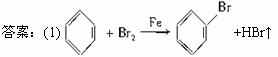 答案：(1) + Br₂ Fe→ Br +HBr↑